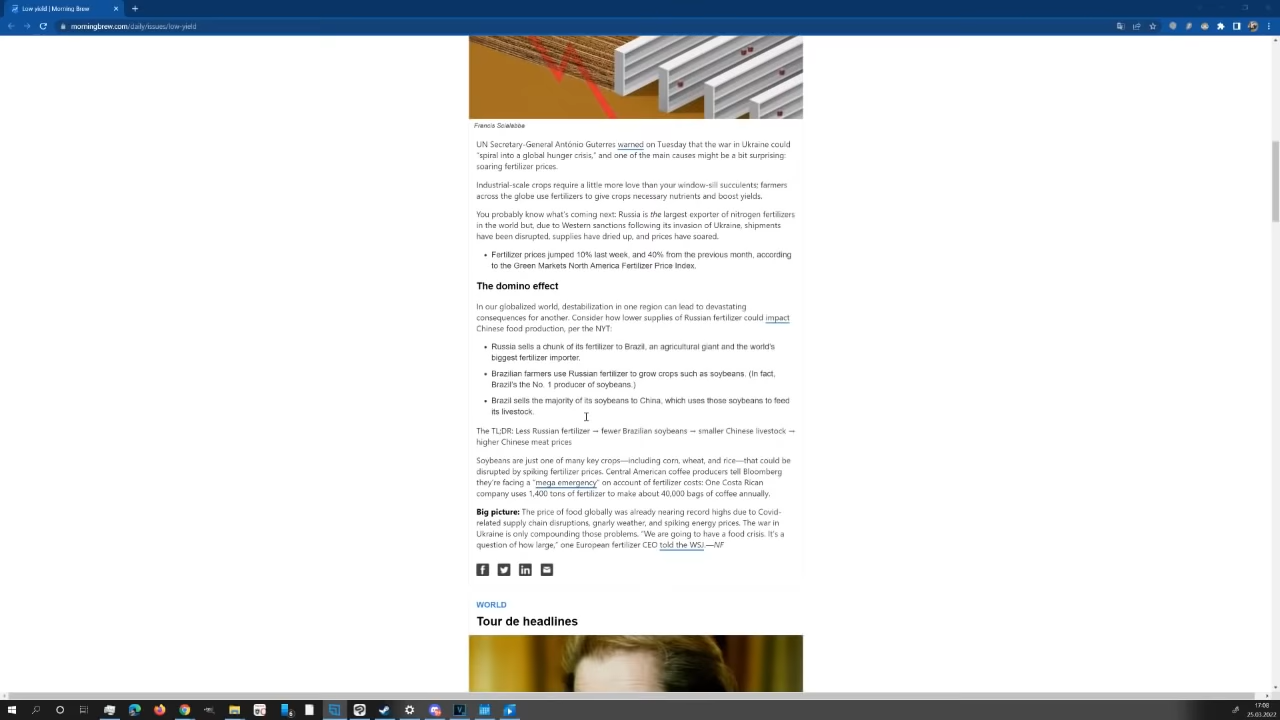 Low yield | Morning Brew
morningbrew.com/daily/issues/low-yield
Francis Scialabba
UN Secretary-General António Guterres warned on Tuesday that the war in Ukraine could
"spiral into a global hunger crisis," and one of the main causes might be a bit surprising:
soaring fertilizer prices.
Industrial-scale crops require a little more love than your window-sill succulents; farmers
across the globe use fertilizers to give crops necessary nutrients and boost yields.
You probably know what's coming next: Russia is the largest exporter of nitrogen fertilizers
in the world but, due to Western sanctions following its invasion of Ukraine, shipments
have been disrupted, supplies have dried up, and prices have soared.
• Fertilizer prices jumped 10% last week, and 40% from the previous month, according
to the Green Markets North America Fertilizer Price Index.
The domino effect
In our globalized world, destabilization in one region can lead to devastating
consequences for another. Consider how lower supplies of Russian fertilizer could impact
Chinese food production, per the NYT:
• Russia sells a chunk of its fertilizer to Brazil, an agricultural giant and the world's
biggest fertilizer importer.
• Brazilian farmers use Russian fertilizer to grow crops such as soybeans. (In fact,
Brazil's the No. 1 producer of soybeans.)
• Brazil sells the majority of its soybeans to China, which uses those soybeans to feed
its livestock.
The TL;DR: Less Russian fertilizer → fewer Brazilian soybeans → smaller Chinese livestock →
higher Chinese meat prices
Soybeans are just one of many key crops—including corn, wheat, and rice—that could be
disrupted by spiking fertilizer prices. Central American coffee producers tell Bloomberg
they're facing a "mega emergency" on account of fertilizer costs: One Costa Rican
company uses 1,400 tons of fertilizer to make about 40,000 bags of coffee annually.
Big picture: The price of food globally was already nearing record highs due to Covid-
related supply chain disruptions, gnarly weather, and spiking energy prices. The war in
Ukraine is only compounding those problems. "We are going to have a food crisis. It's a
question of how large," one European fertilizer CEO told the WSJ.—NF
WORLD
Tour de headlines
17:08
25.03.2022